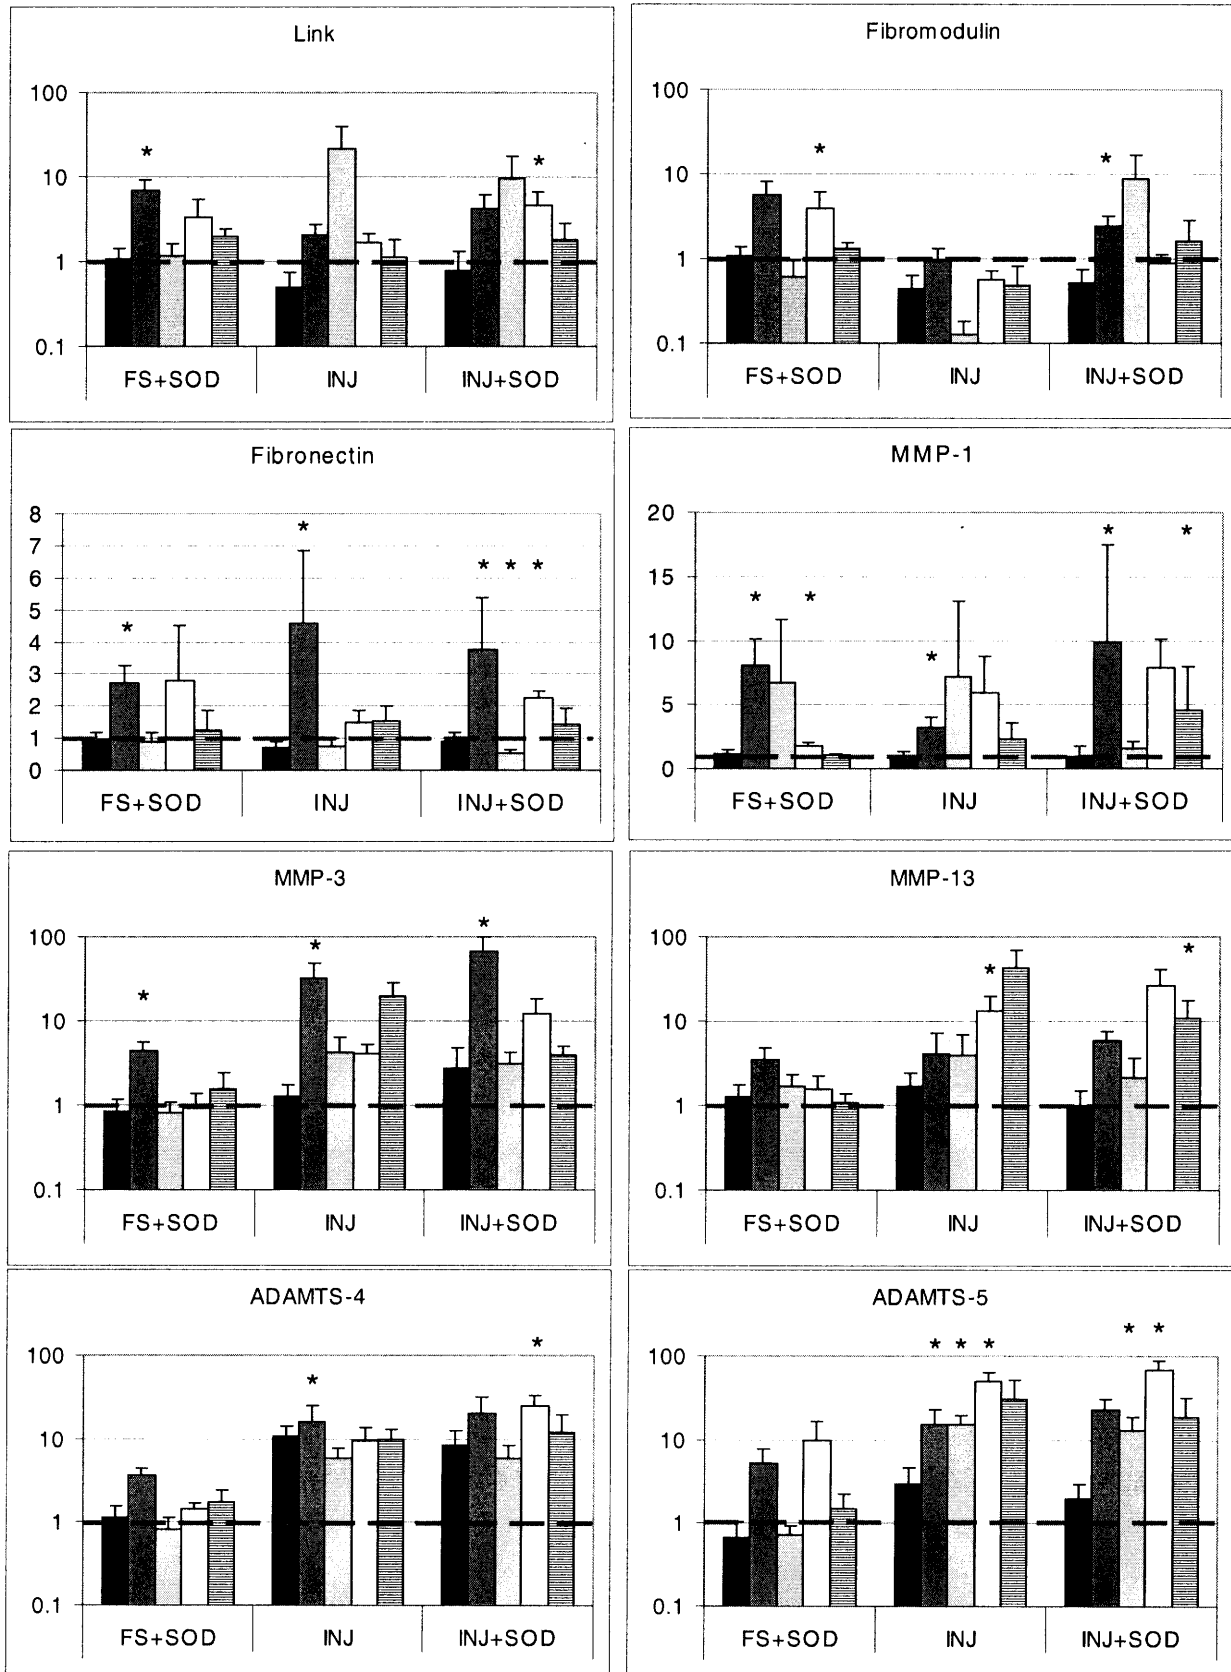 Link
100
*
*
10
1
0.1
FS+SOD
INJ
INJ+SOD
Fibromodulin
100
*
*
10
1
0.1
FS+SOD
INJ
INJ+SOD
Fibronectin
8
*
7
* * *
6
5
*
4
3
2
1
0
FS+SOD
INJ
INJ+SOD
MMP-1
20
* *
15
* *
10
*
5
0
FS+SOD
INJ
INJ+SOD
MMP-3
*
100
*
*
10
1
0.1
FS+SOD
INJ
INJ+SOD
MMP-13
100
*
*
10
1
0.1
FS+SOD
INJ
INJ+SOD
ADAMTS-4
*
100
*
10
1
0.1
FS+SOD
INJ
INJ+SOD
ADAMTS-5
* * * * *
100
10
1
0.1
FS+SOD
INJ
INJ+SOD